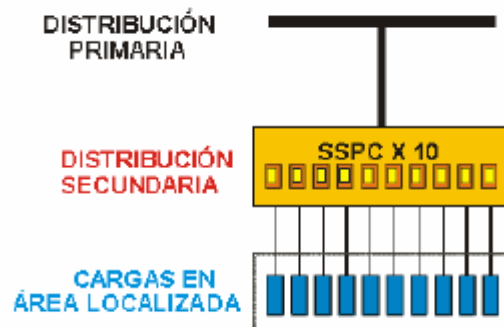 DISTRIBUCIÓN
PRIMARIA
SSPC X 10
DISTRIBUCIÓN
SECUNDARIA
CARGAS EN
ÁREA LOCALIZADA